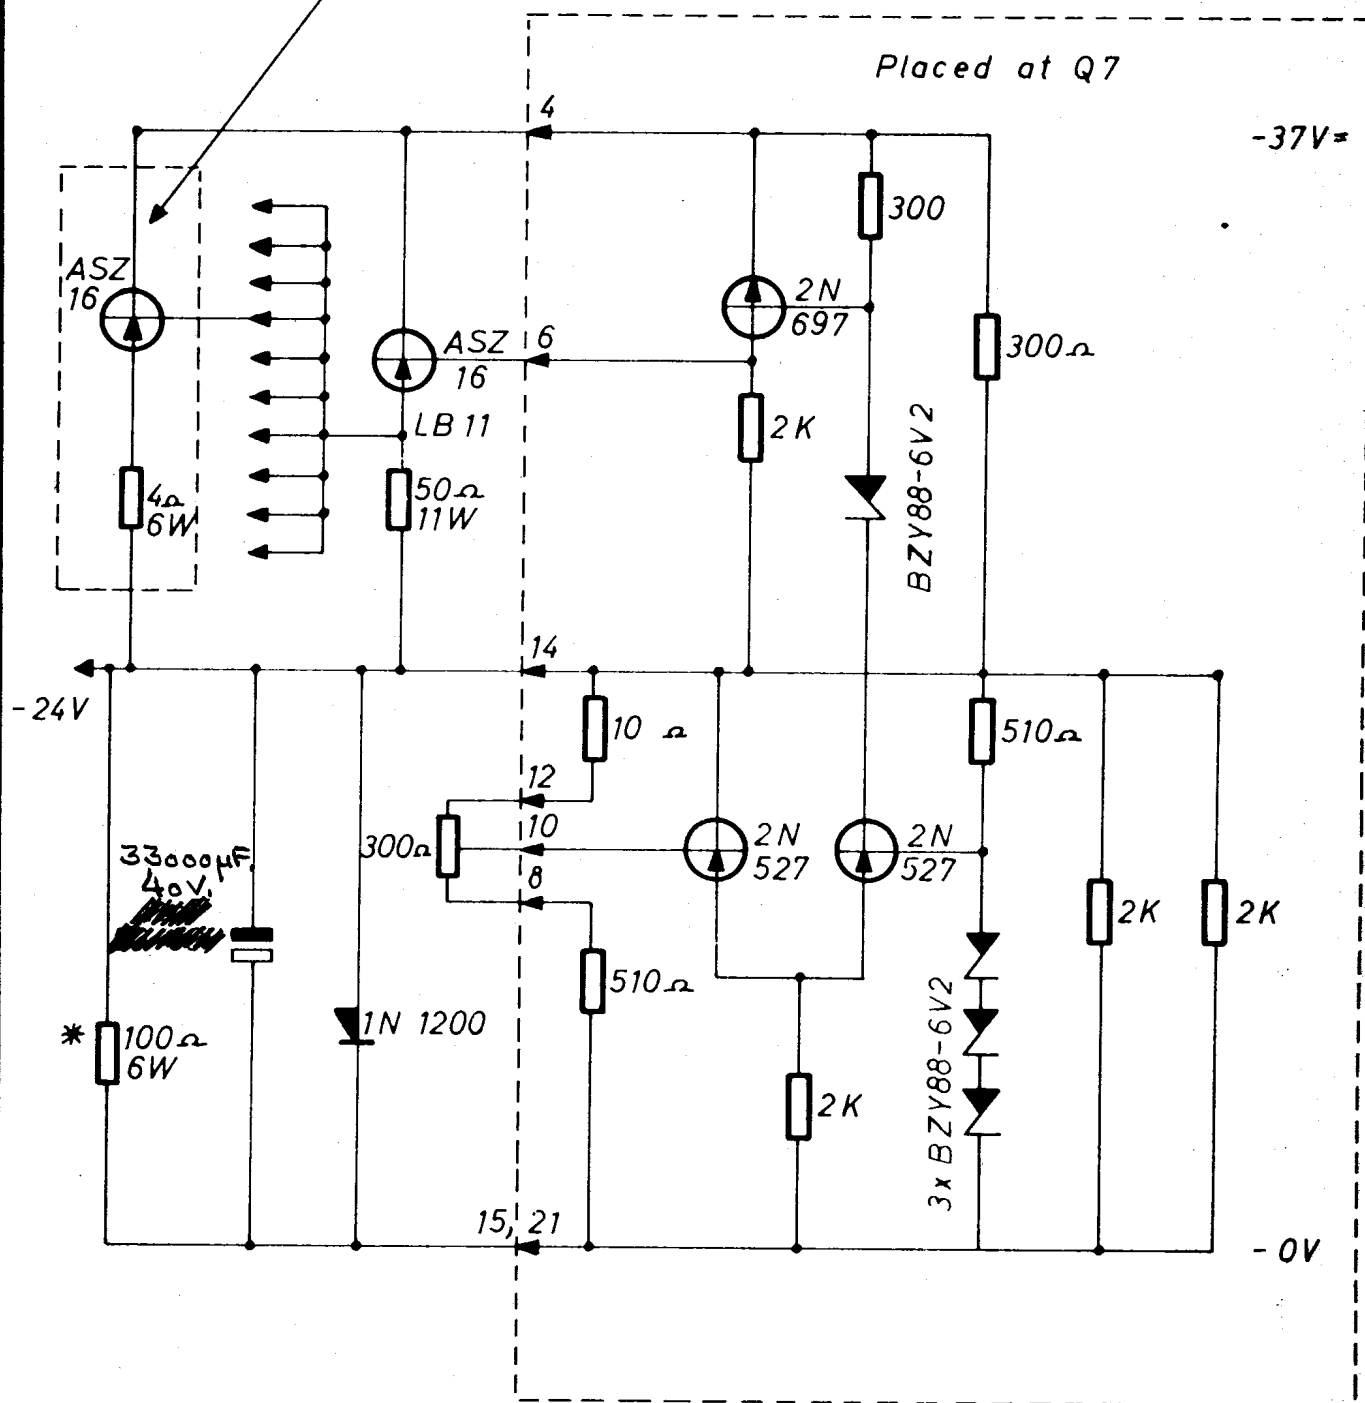 Placed at Q7
4
-37V=
300
ASZ
16
2N
697
6
ASZ
16
300Ω
LB 11
2K
BZY88-6V2
4Ω
6W
50Ω
11W
14
-24V
10 Ω
510Ω
12
10
300Ω
2N
527
2N
527
33000µF.
40V.
8
2K
2K
510Ω
* 100Ω
6W
1N 1200
3x BZY88-6V2
2K
15, 21
-0V